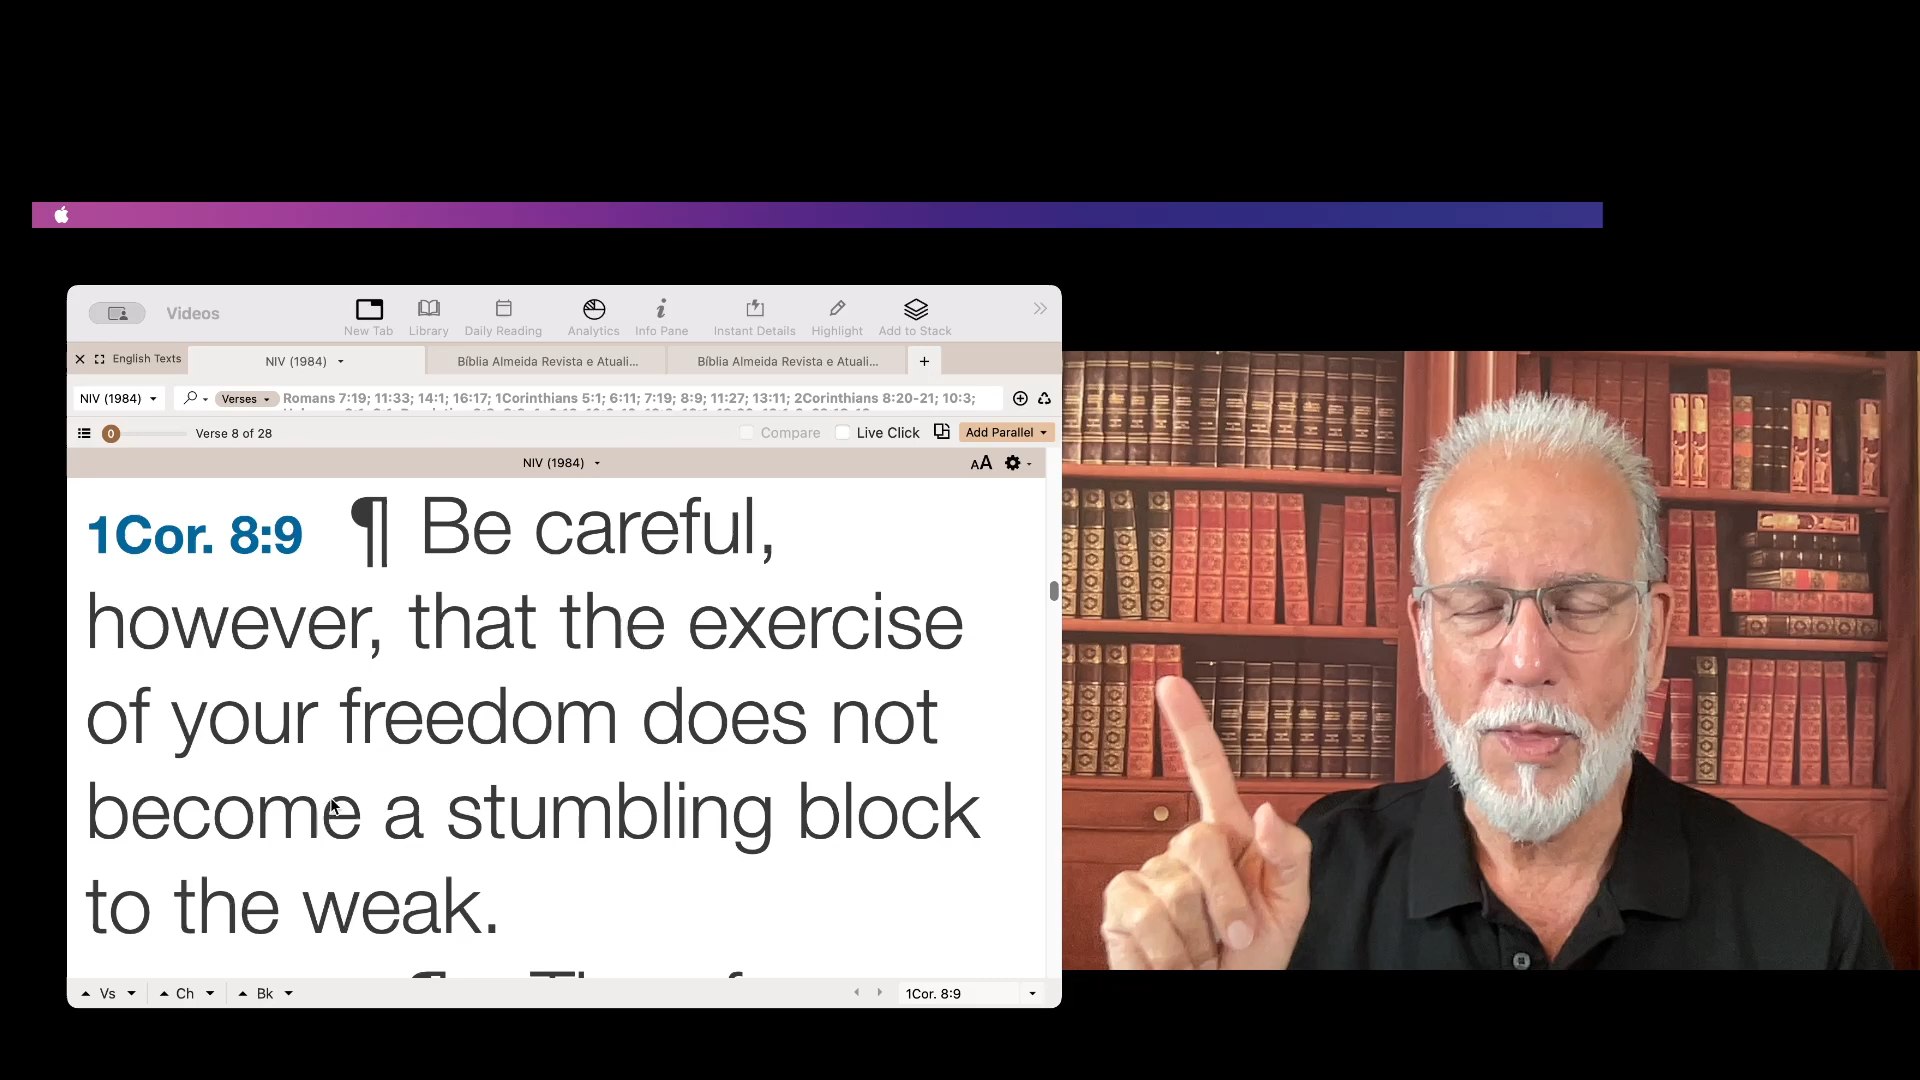 Videos
New Tab
Library
Daily Reading
Analytics
Info Pane
Instant Details
Highlight
Add to Stack
English Texts
NIV (1984)
Bíblia Almeida Revista e Atuali...
Bíblia Almeida Revista e Atuali...
+
NIV (1984)
Verses
Romans 7:19; 11:33; 14:1; 16:17; 1Corinthians 5:1; 6:11; 7:19; 8:9; 11:27; 13:11; 2Corinthians 8:20-21; 10:3;
0
Verse 8 of 28
Compare
Live Click
Add Parallel
NIV (1984)
AA
1Cor. 8:9 ¶ Be careful,
however, that the exercise
of your freedom does not
become a stumbling block
to the weak.
Vs
Ch
Bk
1Cor. 8:9